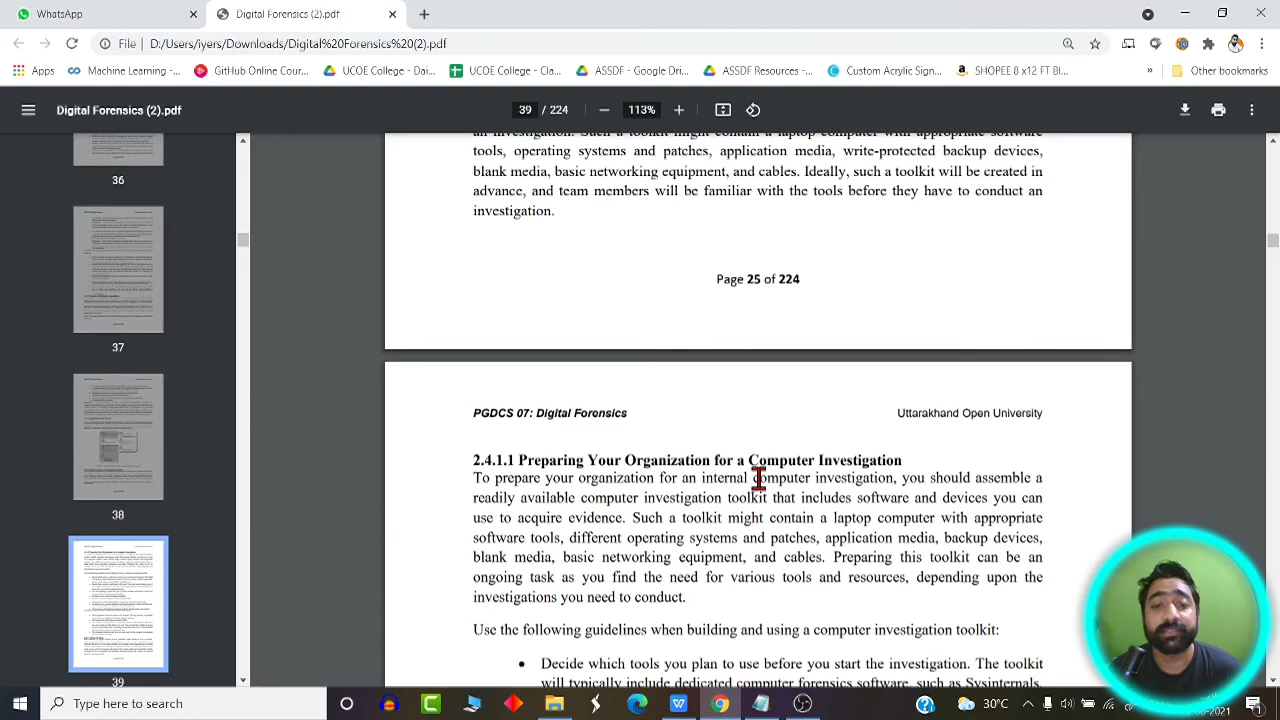 WhatsApp
Digital Forensics (2).pdf
File
D:/Users/iyers/Downloads/Digital%20Forensics%20(2).pdf
Apps
Machine Learning -...
GitHub Online Cour...
UCOE College - Dai...
UCOE College - Cla...
ASSDF - Google Dri...
ASSDF Resources -...
Custom Acrylic Sign...
SHOPEE 8 x12 FT Bl...
»
Other bookmarks
Digital Forensics (2).pdf
39 / 224
113%
36
37
38
39
tools, operating systems and patches, application media, write-protected backup devices,
blank media, basic networking equipment, and cables. Ideally, such a toolkit will be created in
advance, and team members will be familiar with the tools before they have to conduct an
investigation.
Page 25 of 224
PGDCS 07: Digital Forensics
Uttarakhand Open University
2.4.1.1 Preparing Your Organization for a Computer Investigation
To prepare your organization for an internal computer investigation, you should assemble a
readily available computer investigation toolkit that includes software and devices you can
use to acquire evidence. Such a toolkit might contain a laptop computer with appropriate
software tools, different operating systems and patches, application media, backup devices,
blank media, basic networking equipment, and cables. Preparing this toolkit can be an
ongoing task as you find the need for various tools and resources, depending upon the
investigations you need to conduct.
Use the following guidelines when building and using a computer investigation toolkit:
• Decide which tools you plan to use before you start the investigation. The toolkit
will typically include dedicated computer forensics software, such as Sysinternals,
Type here to search
30°C